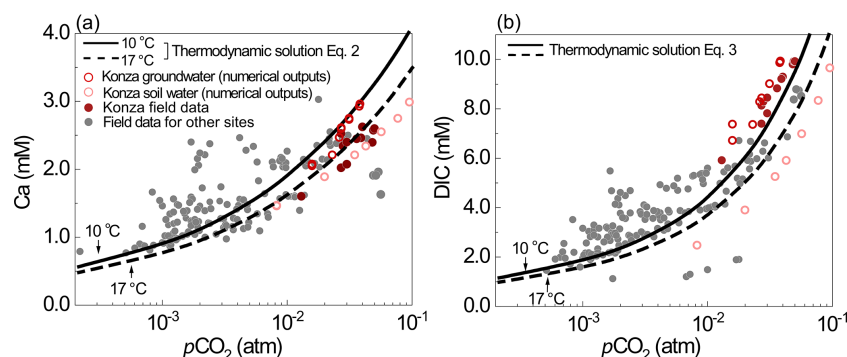 (a)
4.0
3.0
2.0
1.0
0.0
Ca (mM)
10 °C
17 °C
Thermodynamic solution Eq. 2
Konza groundwater (numerical outputs)
Konza soil water (numerical outputs)
Konza field data
Field data for other sites
10 °C
17 °C
10⁻³
10⁻²
10⁻¹
pCO₂ (atm)
(b)
10.0
8.0
6.0
4.0
2.0
0.0
DIC (mM)
Thermodynamic solution Eq. 3
10 °C
17 °C
10⁻³
10⁻²
10⁻¹
pCO₂ (atm)